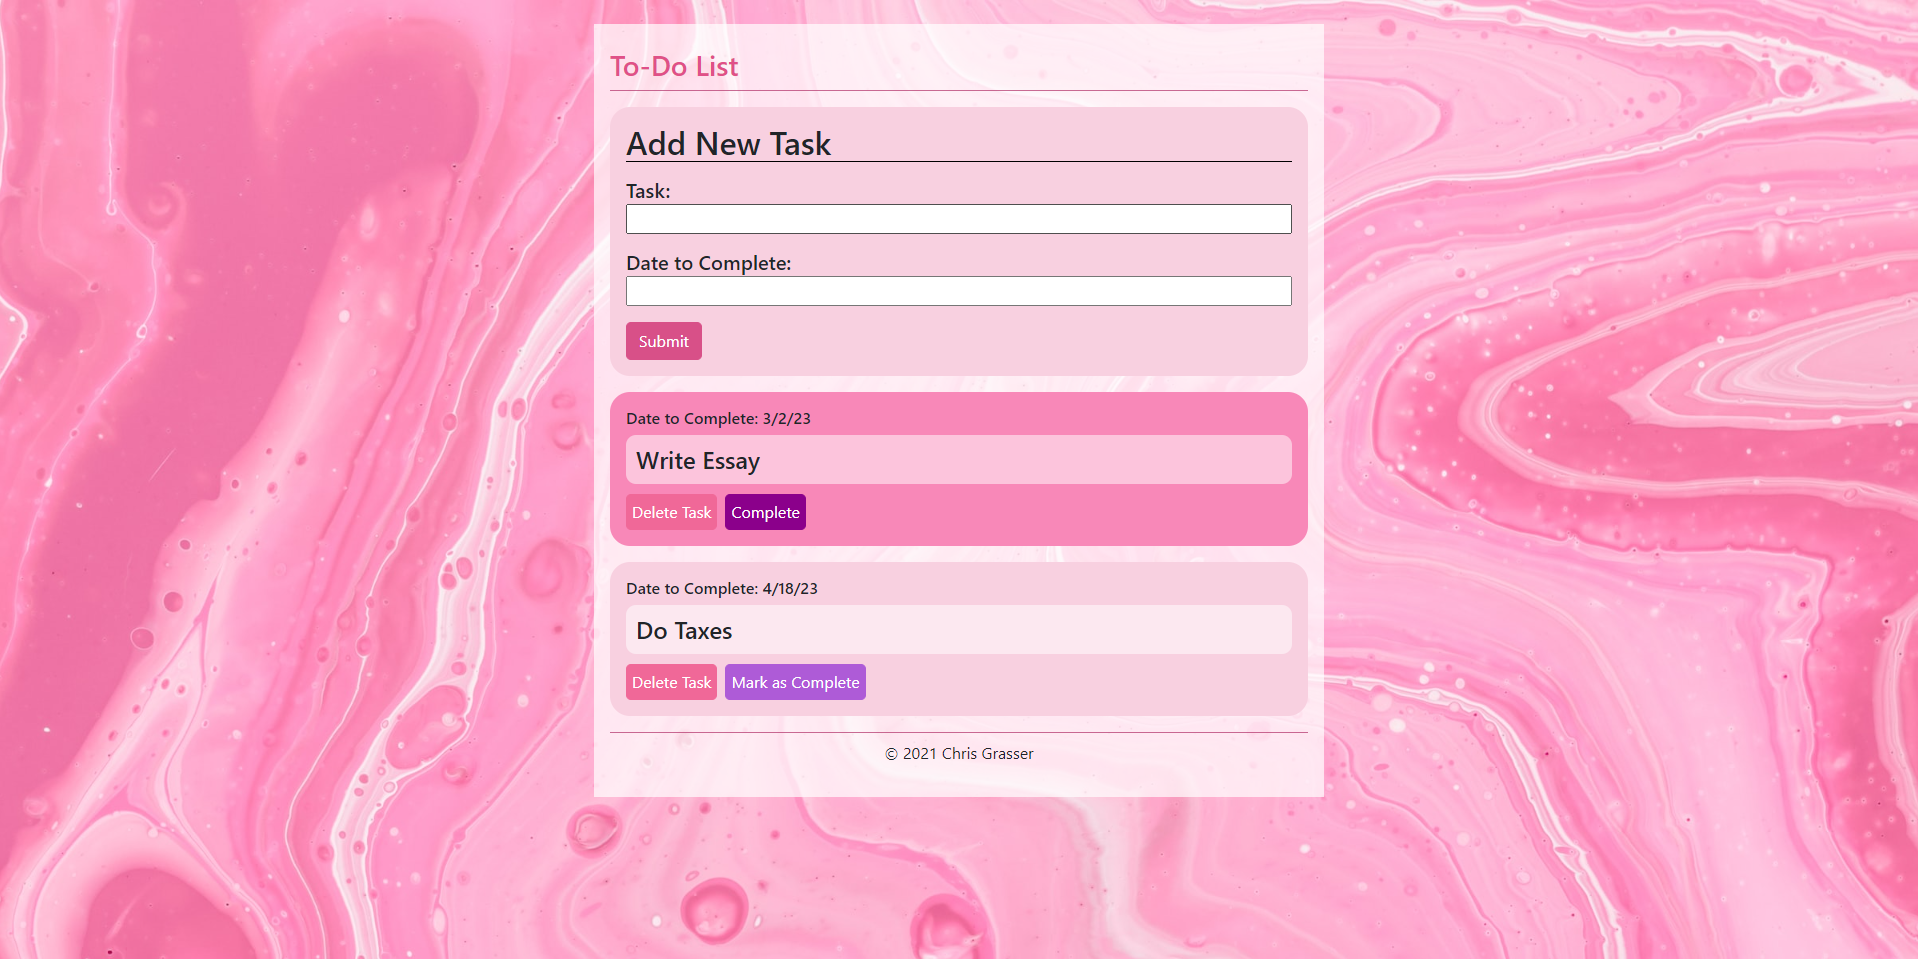 To-Do List
Add New Task
Task:
Date to Complete:
Submit
Date to Complete: 3/2/23
Write Essay
Delete Task Complete
Date to Complete: 4/18/23
Do Taxes
Delete Task Mark as Complete
© 2021 Chris Grasser